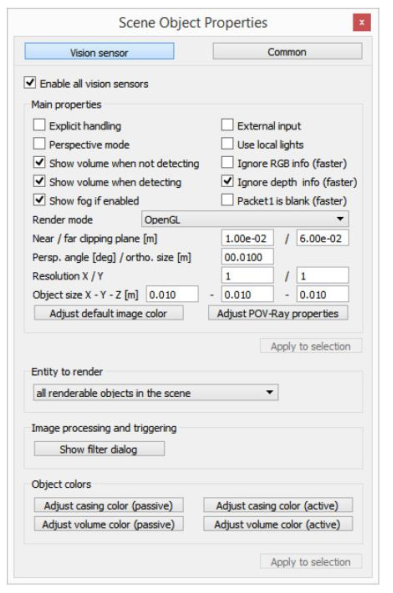 Scene Object Properties
x
Vision sensor Common
Enable all vision sensors
Main properties
Explicit handling External input
Perspective mode Use local lights
Show volume when not detecting Ignore RGB info (faster)
Show volume when detecting Ignore depth info (faster)
Show fog if enabled Packet1 is blank (faster)
Render mode OpenGL
Near / far clipping plane [m] 1.00e-02 / 6.00e-02
Persp. angle [deg] / ortho. size [m] 00.0100
Resolution X / Y 1 / 1
Object size X - Y - Z [m] 0.010 - 0.010 - 0.010
Adjust default image color Adjust POV-Ray properties
Apply to selection
Entity to render
all renderable objects in the scene
Image processing and triggering
Show filter dialog
Object colors
Adjust casing color (passive) Adjust casing color (active)
Adjust volume color (passive) Adjust volume color (active)
Apply to selection